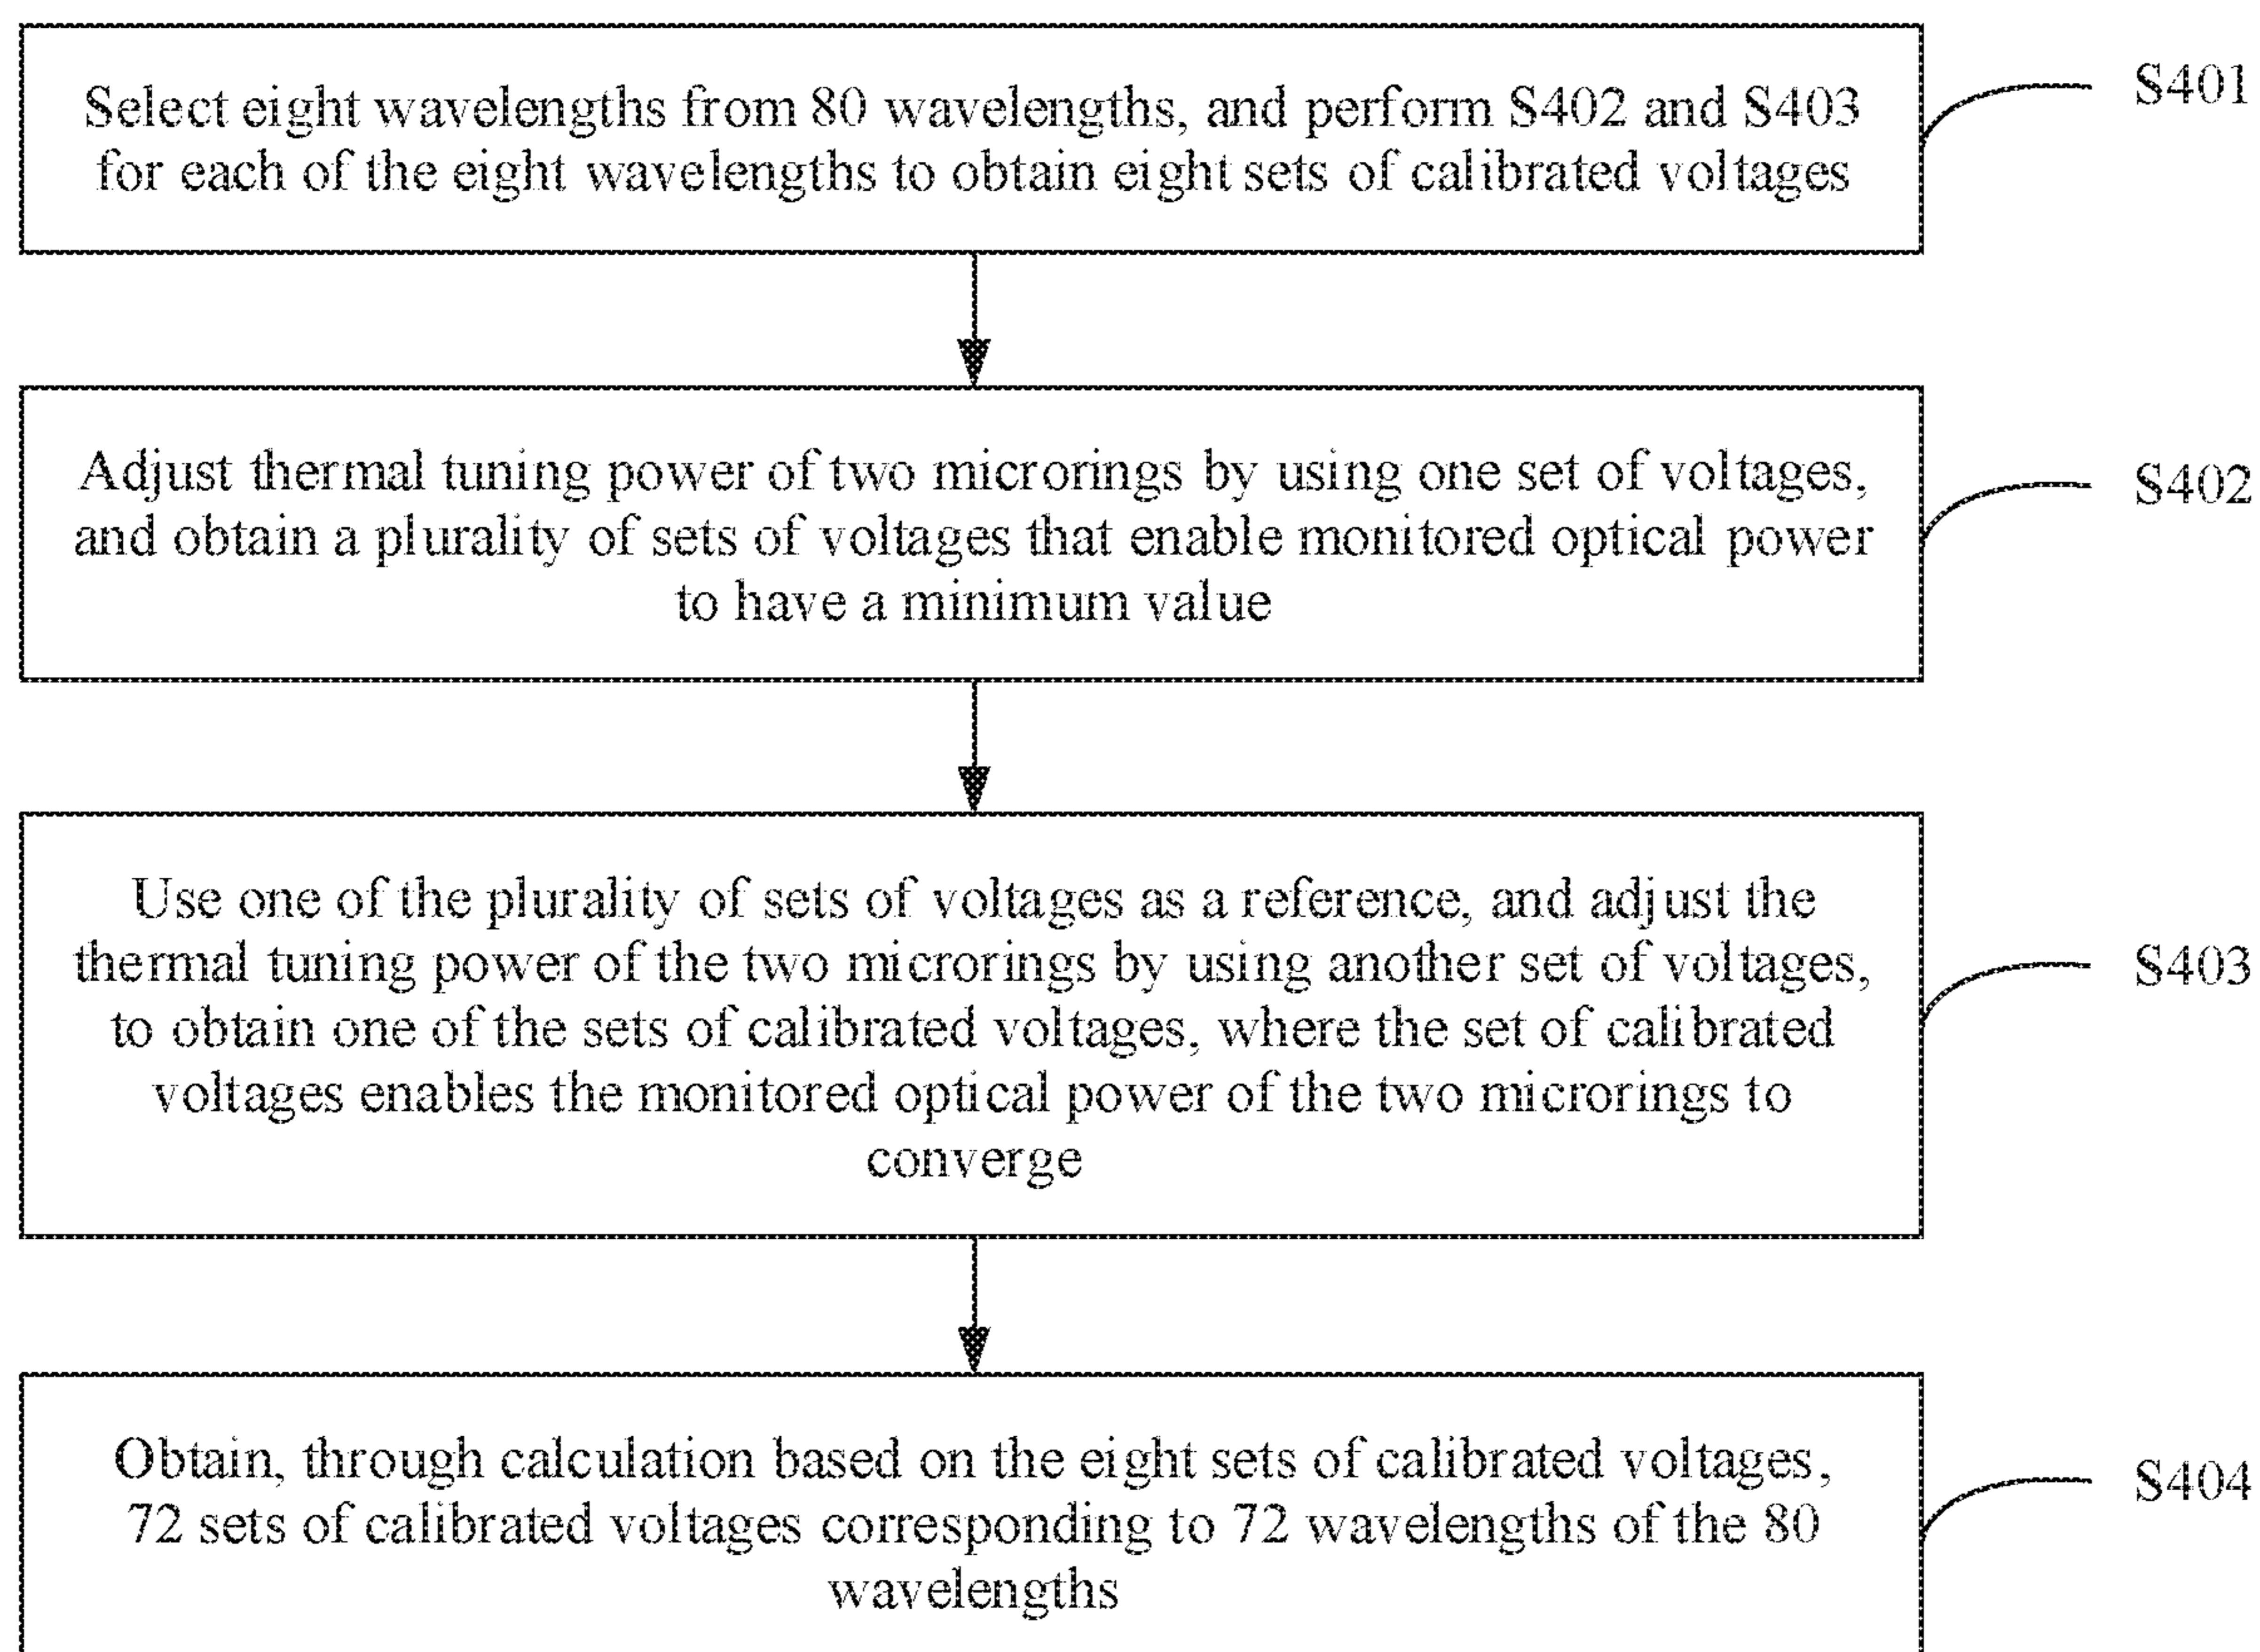 Select eight wavelengths from 80 wavelengths, and perform S402 and S403
for each of the eight wavelengths to obtain eight sets of calibrated voltages
S401
Adjust thermal tuning power of two microrings by using one set of voltages,
and obtain a plurality of sets of voltages that enable monitored optical power
to have a minimum value
S402
Use one of the plurality of sets of voltages as a reference, and adjust the
thermal tuning power of the two microrings by using another set of voltages,
to obtain one of the sets of calibrated voltages, where the set of calibrated
voltages enables the monitored optical power of the two microrings to
converge
S403
Obtain, through calculation based on the eight sets of calibrated voltages,
72 sets of calibrated voltages corresponding to 72 wavelengths of the 80
wavelengths
S404